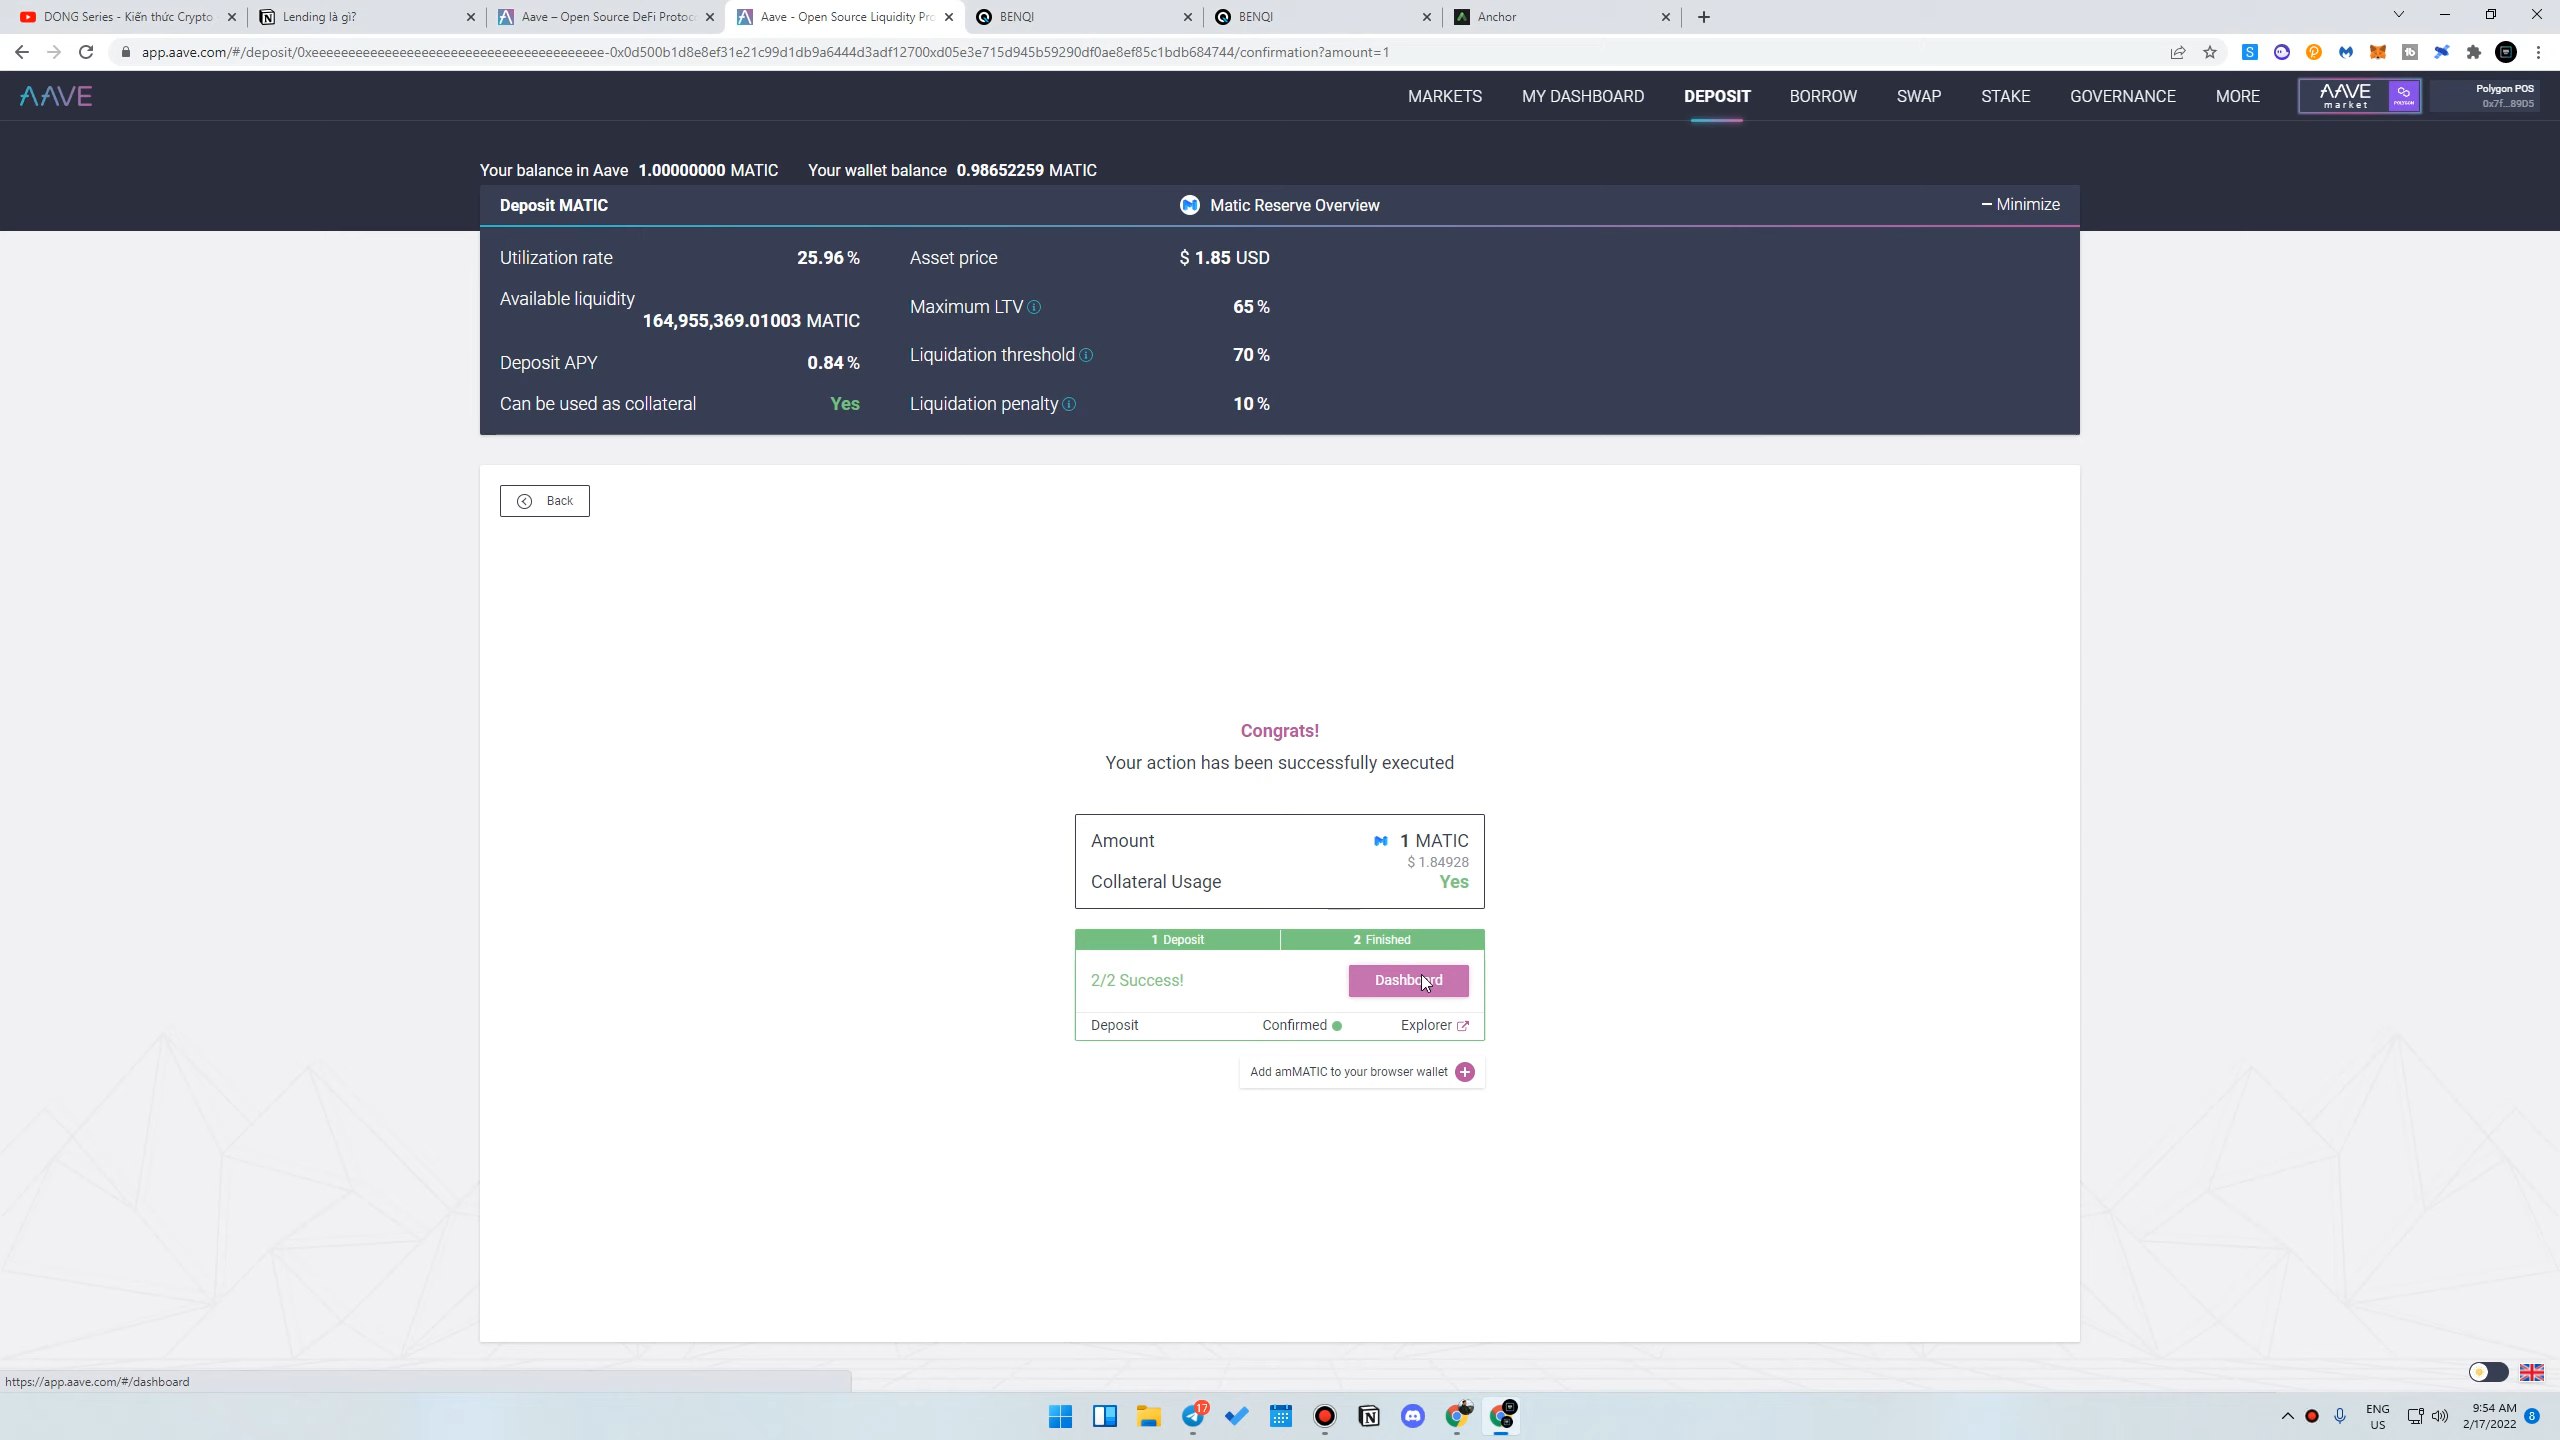 DONG Series - Kiến thức Crypto
Lending là gì?
Aave – Open Source DeFi Protoc
Aave - Open Source Liquidity Pro
BENQI
BENQI
Anchor
app.aave.com/#/deposit/0xeeeeeeeeeeeeeeeeeeeeeeeeeeeeeeeeeeeeeeee-0x0d500b1d8e8ef31e21c99d1db9a6444d3adf12700xd05e3e715d945b59290df0ae8ef85c1bdb684744/confirmation?amount=1
AAVE
MARKETS
MY DASHBOARD
DEPOSIT
BORROW
SWAP
STAKE
GOVERNANCE
MORE
AAVE
market
POLYGON
Polygon POS
0x7f...89D5
Your balance in Aave 1.00000000 MATIC Your wallet balance 0.98652259 MATIC
Deposit MATIC
Matic Reserve Overview
Minimize
Utilization rate 25.96 %
Available liquidity
164,955,369.01003 MATIC
Deposit APY 0.84 %
Can be used as collateral Yes
Asset price $ 1.85 USD
Maximum LTV 65 %
Liquidation threshold 70 %
Liquidation penalty 10 %
Back
Congrats!
Your action has been successfully executed
Amount 1 MATIC
$ 1.84928
Collateral Usage Yes
1 Deposit 2 Finished
2/2 Success! Dashboard
Deposit Confirmed Explorer
Add amMATIC to your browser wallet
https://app.aave.com/#/dashboard
17
ENG
US
9:54 AM
2/17/2022
8